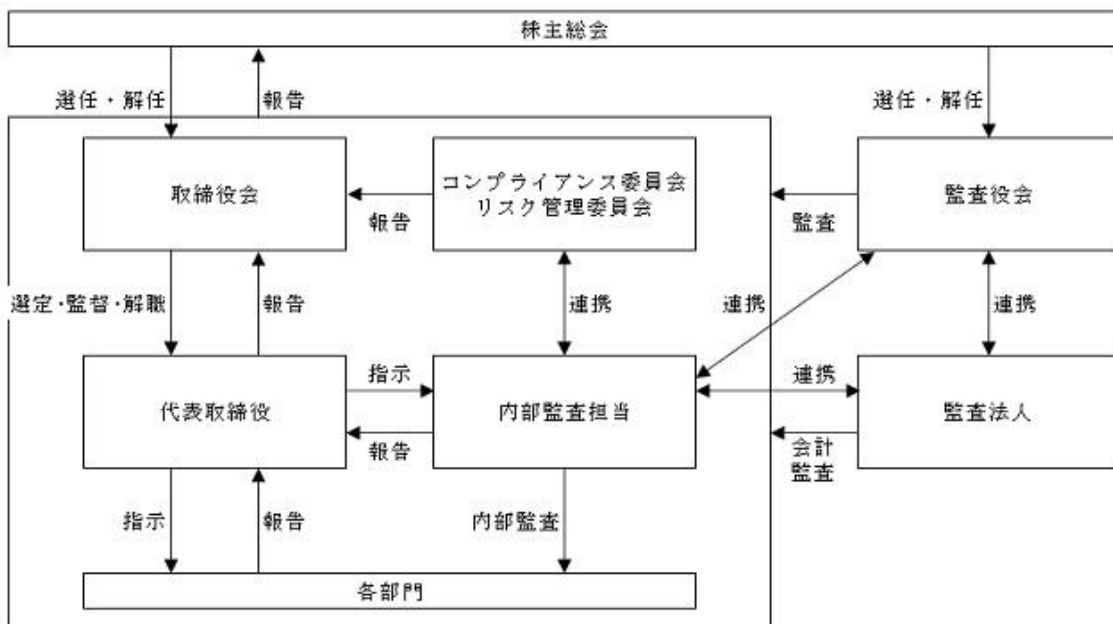 株主総会
選任・解任
報告
選任・解任
取締役会
コンプライアンス委員会
リスク管理委員会
監査役会
報告
監査
選定・監督・解職
報告
連携
連携
連携
代表取締役
指示
内部監査担当
連携
監査法人
報告
会計
監査
指示
報告
内部監査
各部門